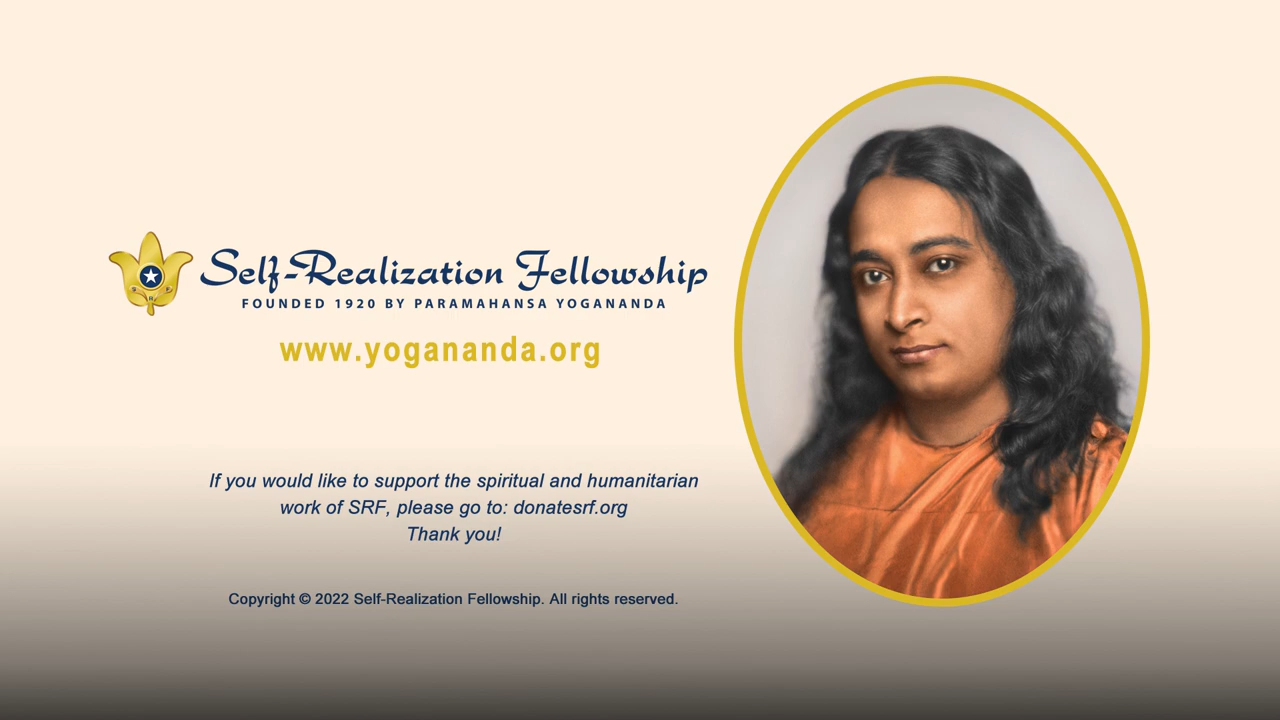 Self-Realization Fellowship
FOUNDED 1920 BY PARAMAHANSA YOGANANDA
www.yogananda.org
If you would like to support the spiritual and humanitarian
work of SRF, please go to: donatesrf.org
Thank you!
Copyright © 2022 Self-Realization Fellowship. All rights reserved.